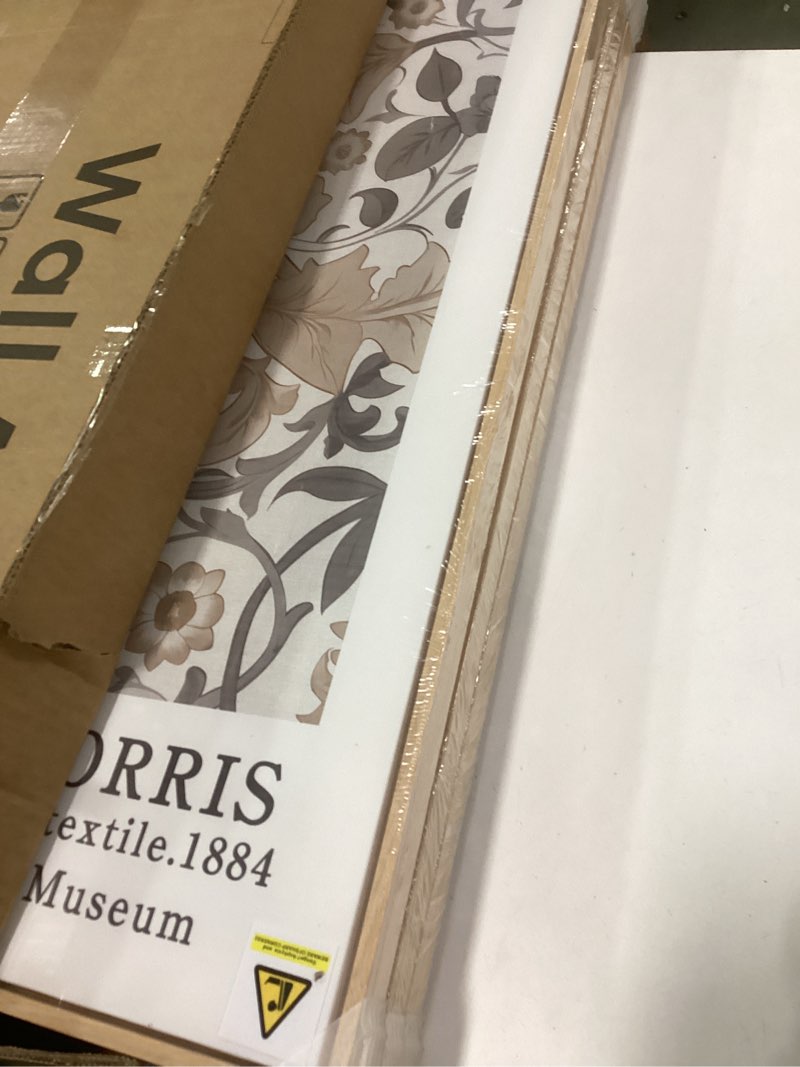 Wall
ORRIS
textile.1884
Museum